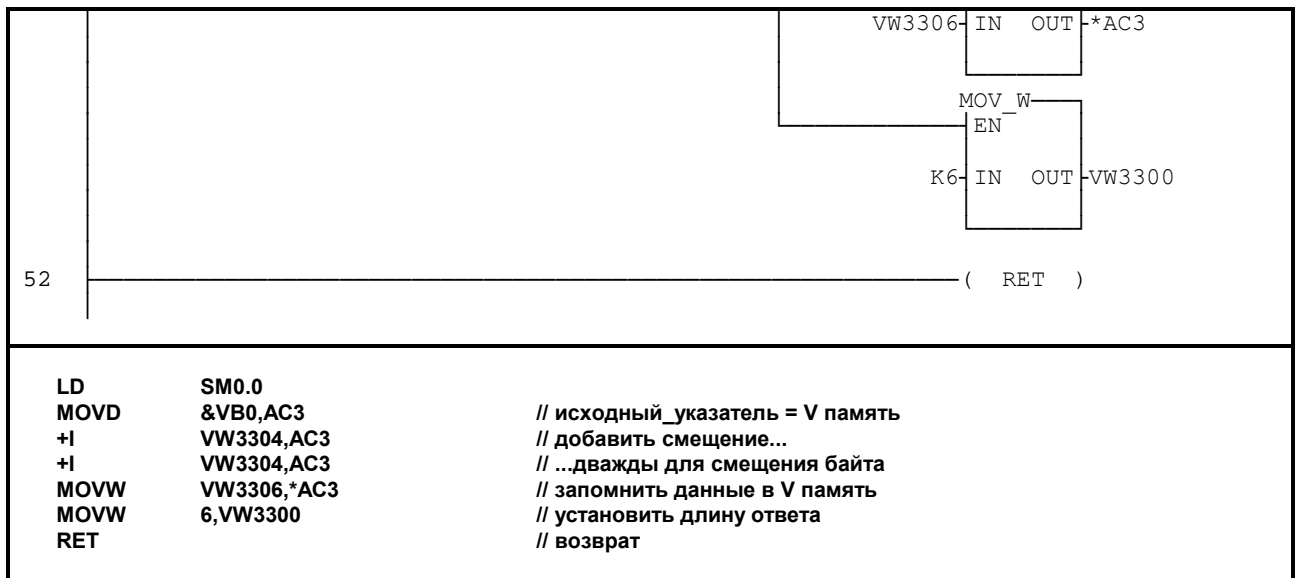 VW3306 IN OUT *AC3
MOV_W
EN
K6 IN OUT VW3300
52 ( RET )
LD SM0.0
MOVD &VB0,AC3 // исходный_указатель = V память
+I VW3304,AC3 // добавить смещение...
+I VW3304,AC3 // ...дважды для смещения байта
MOVW VW3306,*AC3 // запомнить данные в V память
MOVW 6,VW3300 // установить длину ответа
RET // возврат